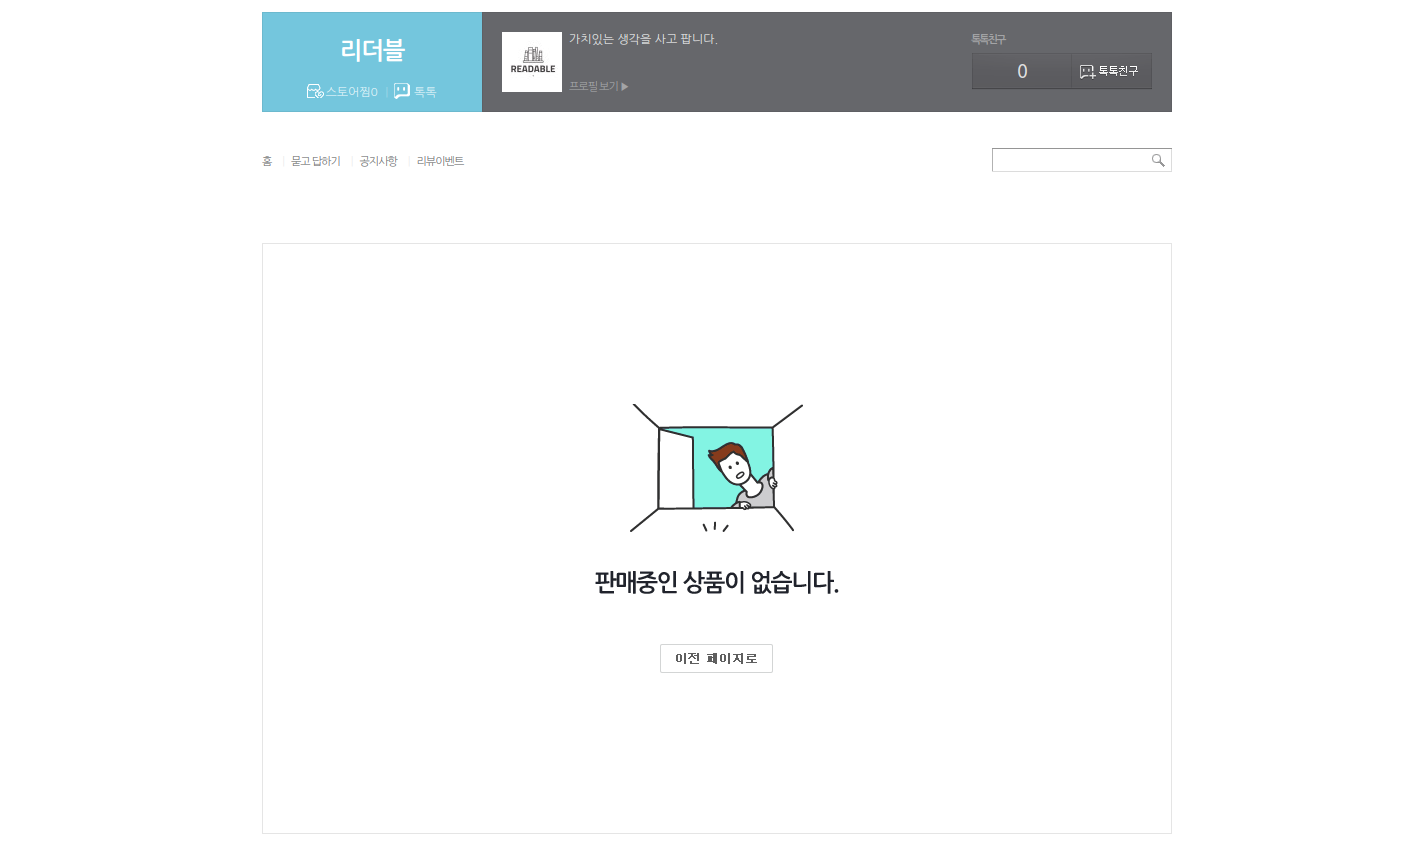 리더블
스토어찜0 | 톡톡
READABLE
가치있는 생각을 사고 팝니다.
프로필 보기 ▶
톡톡친구
0
톡톡친구
홈 | 묻고 답하기 | 공지사항 | 리뷰이벤트
판매중인 상품이 없습니다.
이전 페이지로